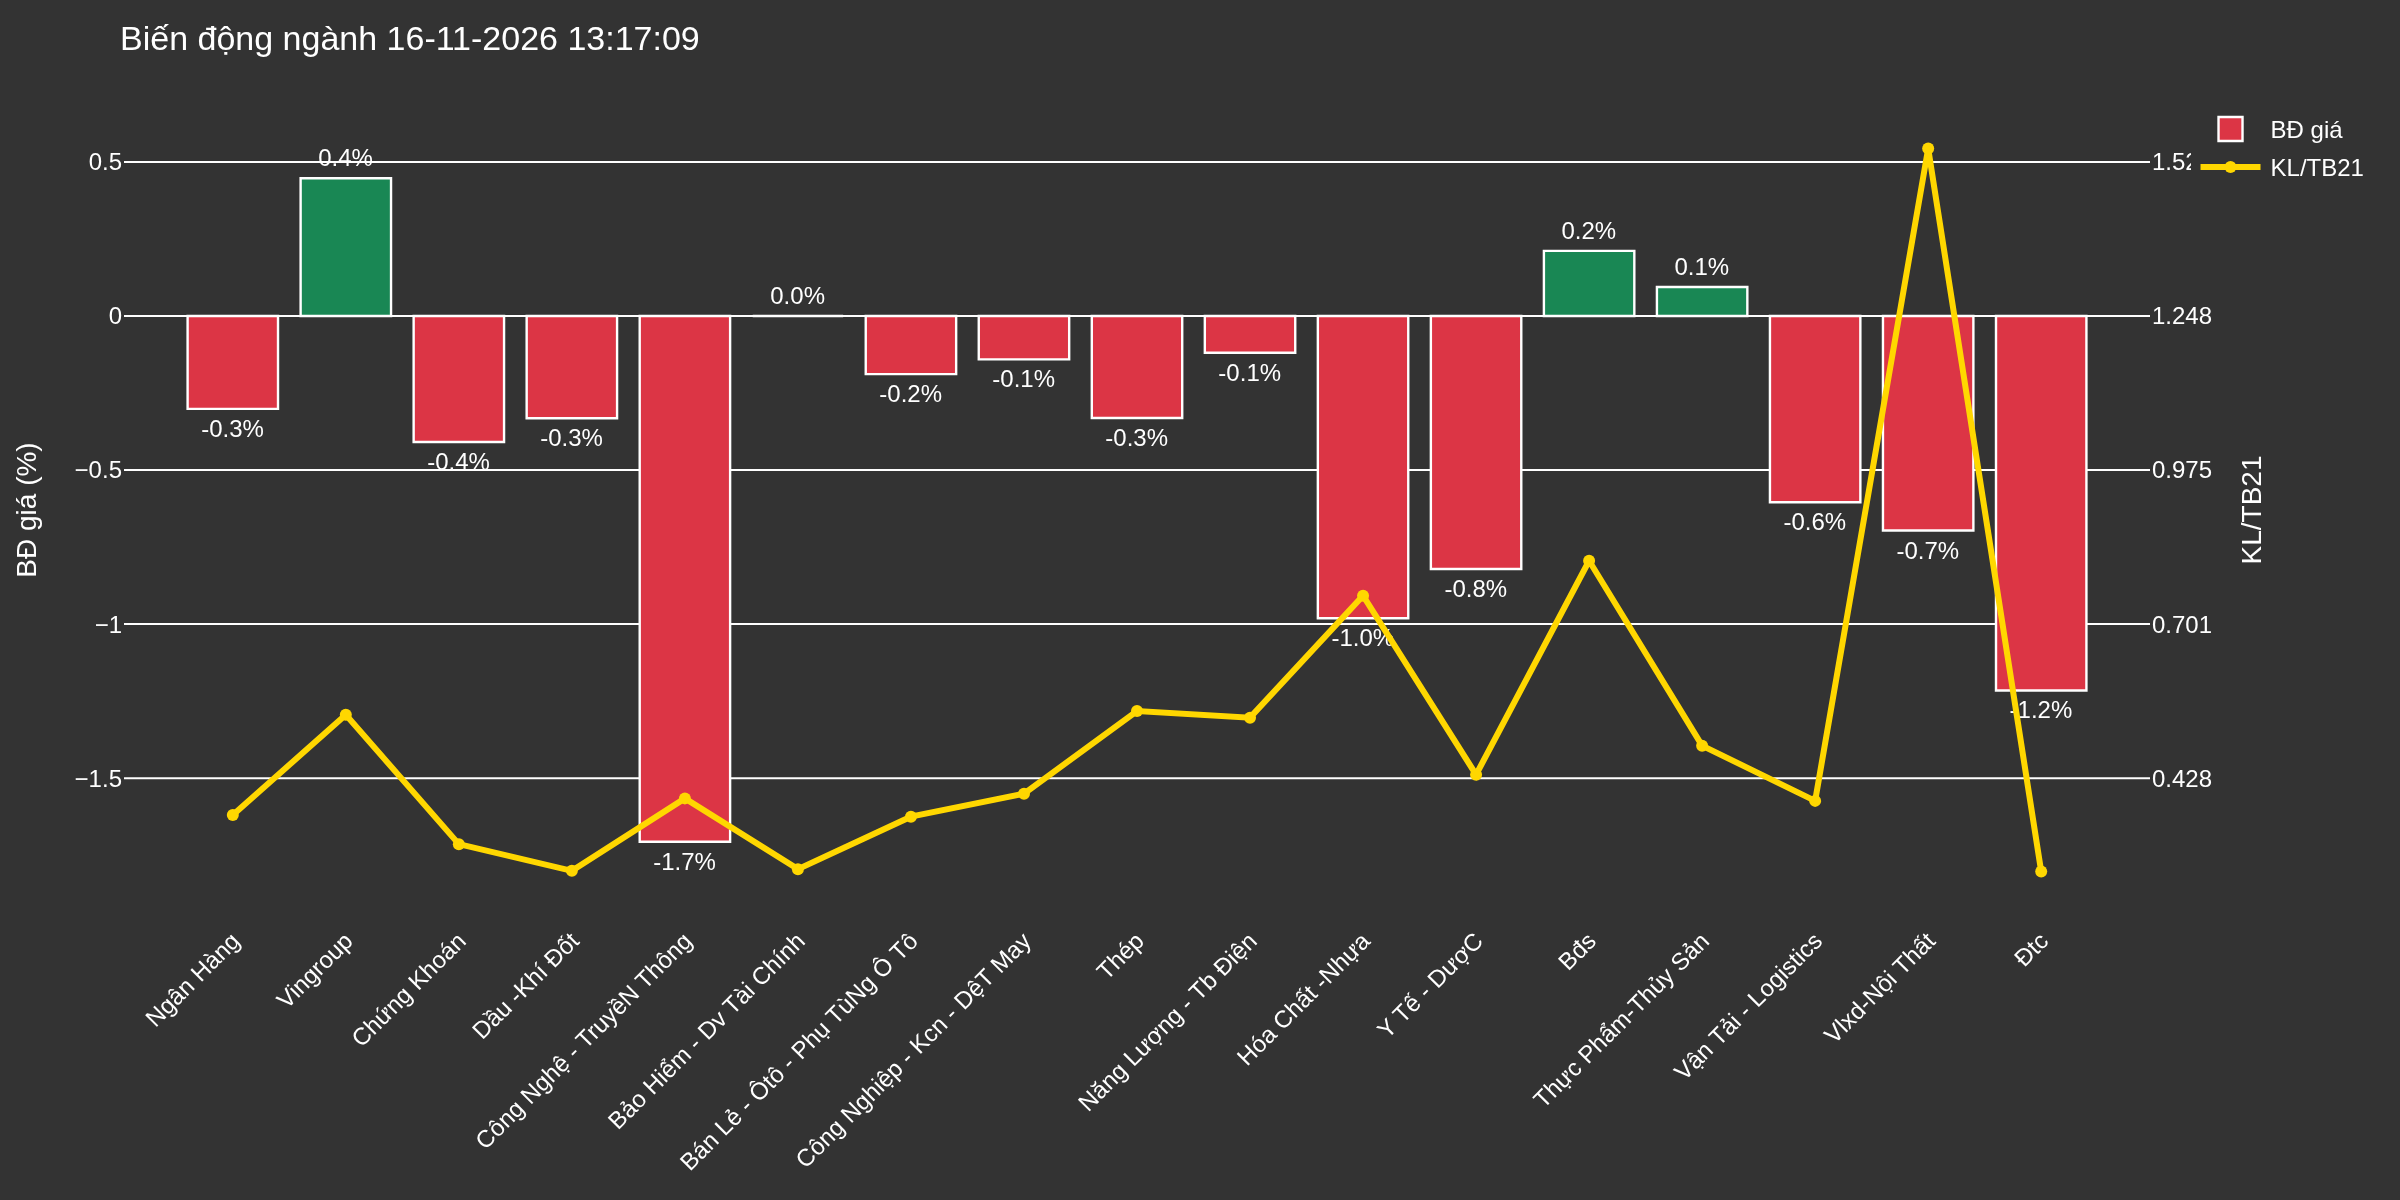 Biến động ngành 16-11-2026 13:17:09
BĐ giá
KL/TB21
0.5
0
−0.5
−1
−1.5
BĐ giá (%)
0.4%
0.2%
0.1%
0.0%
-0.3%
-0.4%
-0.3%
-1.7%
-0.2%
-0.1%
-0.3%
-0.1%
-1.0%
-0.8%
-0.6%
-0.7%
-1.2%
1.248
0.975
0.701
0.428
KL/TB21
Ngân Hàng
Vingroup
Chứng Khoán
Dầu -Khí Đốt
Công Nghệ - TruyềN Thông
Bảo Hiểm - Dv Tài Chính
Bán Lẻ - Ôtô - Phụ TùNg Ô Tô
Công Nghiệp - Kcn - DệT May
Thép
Năng Lượng - Tb Điện
Hóa Chất -Nhựa
Y Tế - DượC
Bđs
Thực Phẩm-Thủy Sản
Vận Tải - Logistics
Vlxd-Nội Thất
Đtc